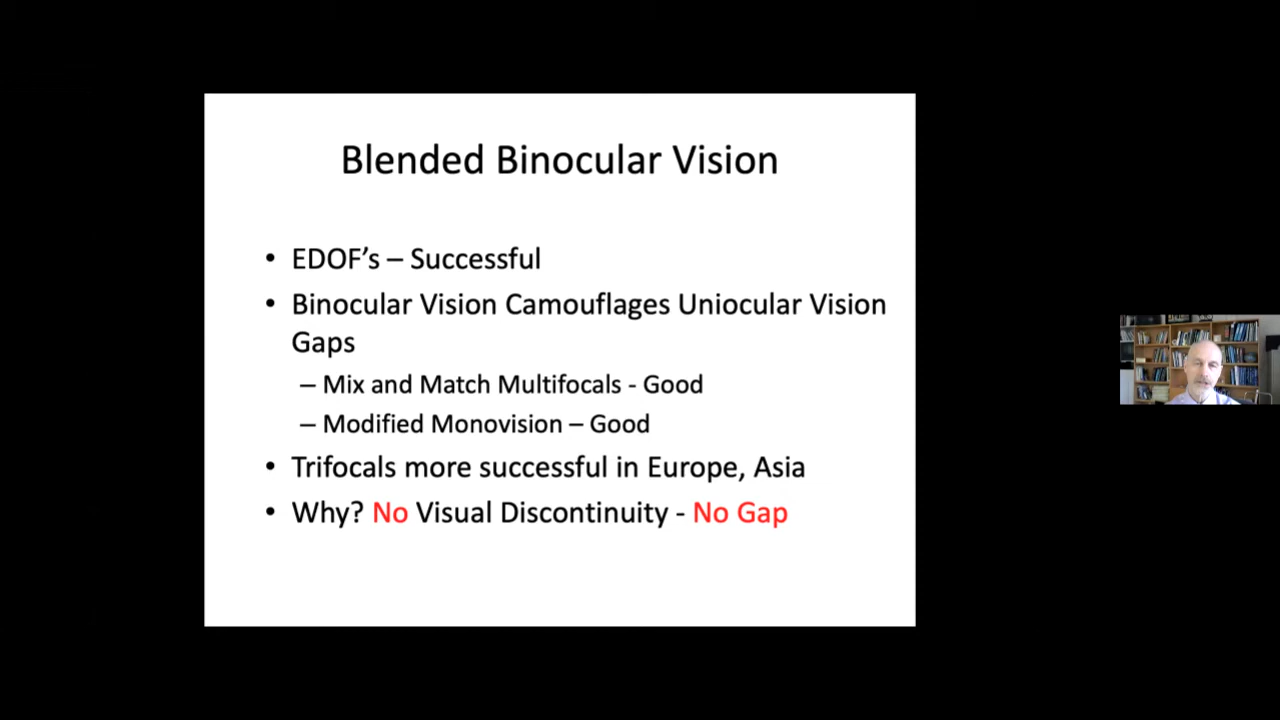 Blended Binocular Vision
• EDOF’s – Successful
• Binocular Vision Camouflages Uniocular Vision
Gaps
– Mix and Match Multifocals - Good
– Modified Monovision – Good
• Trifocals more successful in Europe, Asia
• Why? No Visual Discontinuity - No Gap